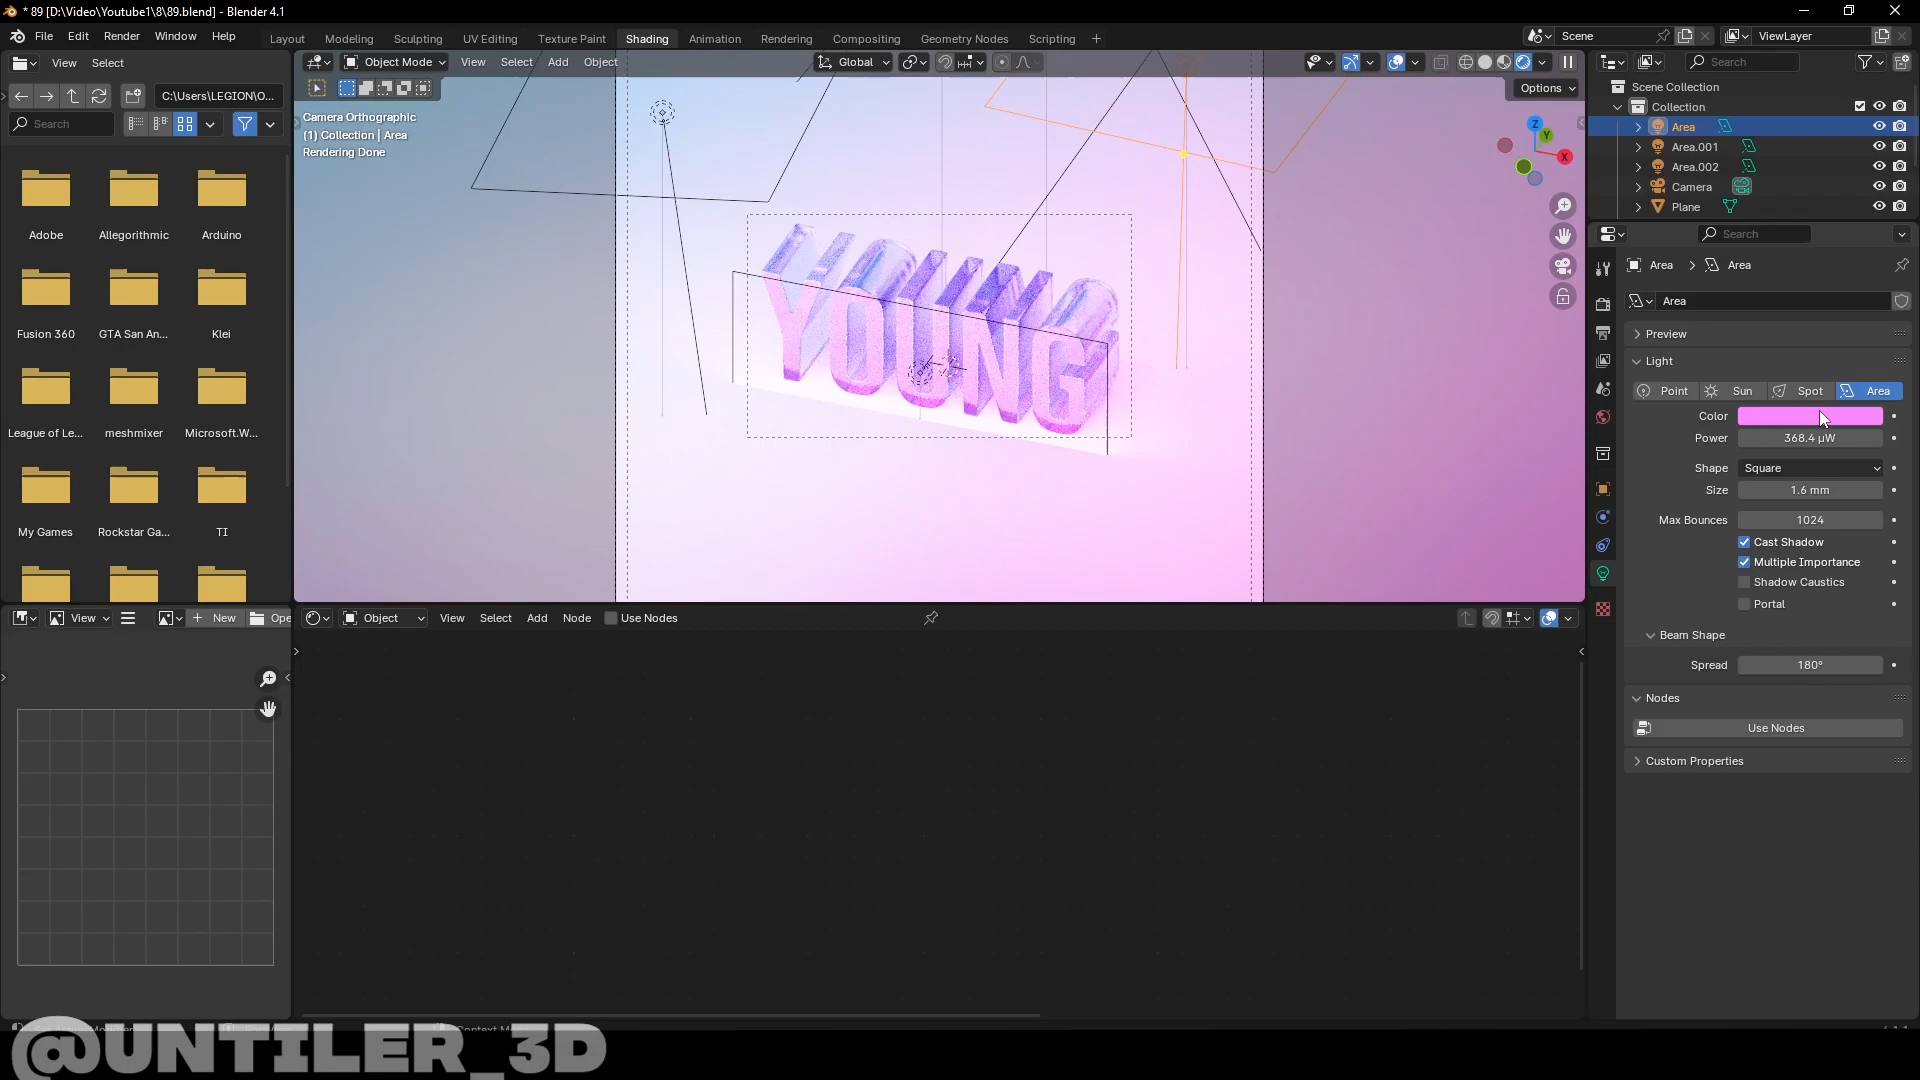 * 89 [D:\Video\Youtube1\8\89.blend] - Blender 4.1
File Edit Render Window Help
Layout Modeling Sculpting UV Editing Texture Paint Shading Animation Rendering Compositing Geometry Nodes Scripting +
Scene
ViewLayer
View Select
Object Mode View Select Add Object
Global
Search
C:\Users\LEGION\O...
Options
Search
Camera Orthographic
(1) Collection | Area
Rendering Done
Z
Y
X
Scene Collection
Collection
Area
Area.001
Area.002
Camera
Plane
Adobe Allegorithmic Arduino
Fusion 360 GTA San An... Klei
League of Le... meshmixer Microsoft.W...
My Games Rockstar Ga... TI
YOUNG
Search
Area > Area
Area
Preview
Light
Point Sun Spot Area
Color
Power 368.4 µW
Shape Square
Size 1.6 mm
Max Bounces 1024
Cast Shadow
Multiple Importance
Shadow Caustics
Portal
Beam Shape
Spread 180°
Nodes
Use Nodes
Custom Properties
View
New
Ope
Object View Select Add Node Use Nodes
@UNTILER_3D